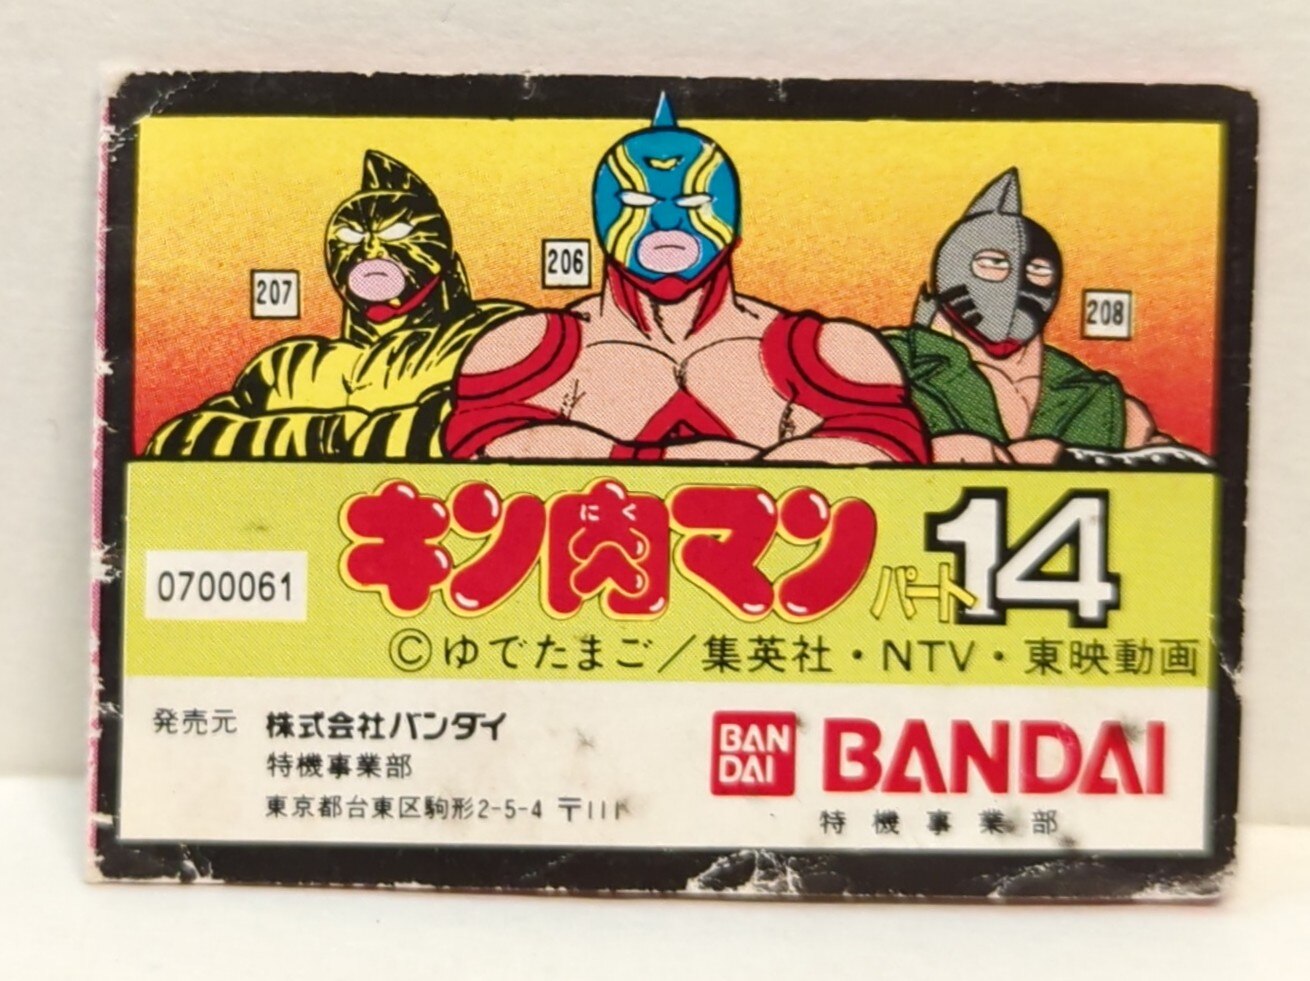 207
206
208
キン肉マン
にく
パート14
0700061
©ゆでたまご/集英社・NTV・東映動画
発売元 株式会社バンダイ
特機事業部
東京都台東区駒形2-5-4 〒111
BAN
DAI
BANDAI
特機事業部